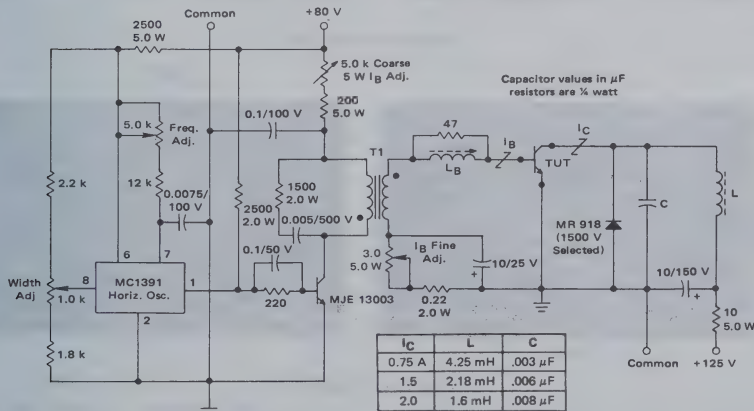 Common
+80 V
2500
5.0 W
5.0 k Coarse
5 W IB Adj.
200
5.0 W
0.1/100 V
Capacitor values in μF
resistors are ¼ watt
5.0 k
Freq.
Adj.
12 k
0.0075/
100 V
2.2 k
1500
2.0 W
2500
2.0 W
0.005/500 V
0.1/50 V
T1
47
LB
IB
TUT
IC
MR 918
(1500 V
Selected)
C
L
6
7
Width
Adj
8
1.0 k
MC1391
Horiz. Osc.
1
2
220
MJE 13003
3.0
5.0 W
IB Fine
Adj.
10/25 V
+
0.22
2.0 W
10/150 V
+
10
5.0 W
1.8 k
Common
+125 V
IC L C
0.75 A 4.25 mH .003 μF
1.5 2.18 mH .006 μF
2.0 1.6 mH .008 μF